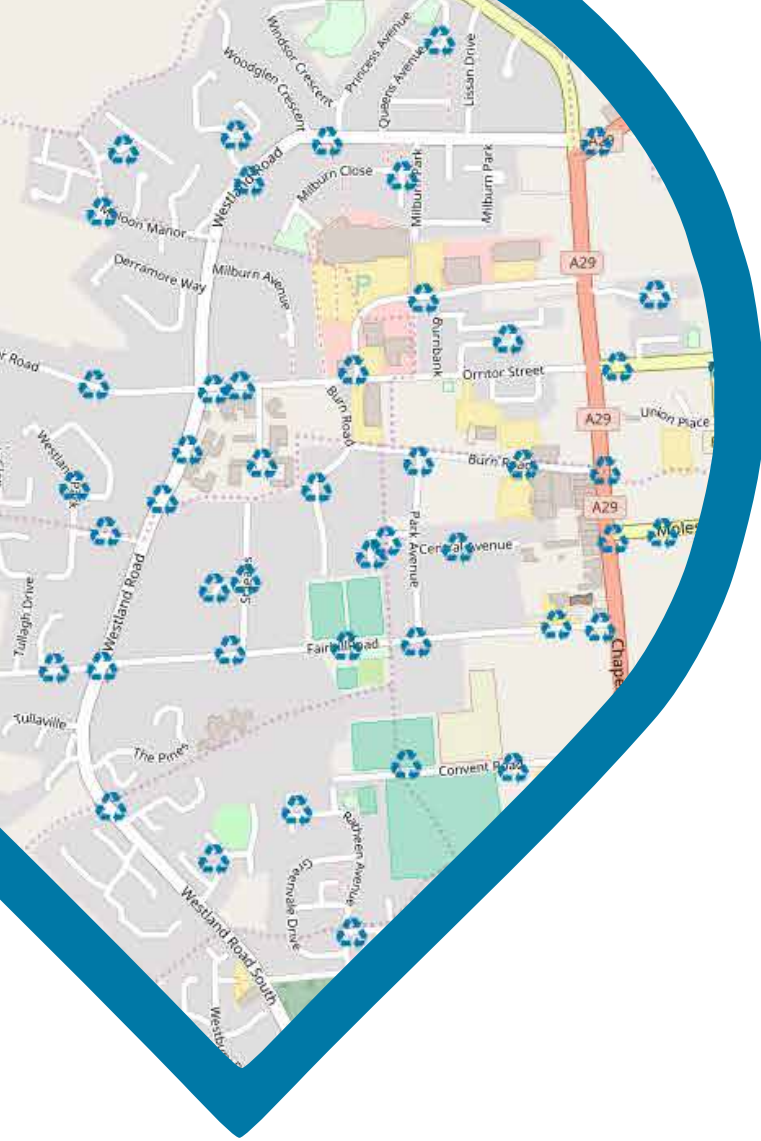 Windsor Crescent
Princess Avenue
Queens Avenue
Lissan Drive
Woodglen Crescent
A29
Westland Road
Milburn Close
Milburn Park
Milburn Park
Moloon Manor
A29
Derramore Way
Milburn Avenue
P
Burnbank
r Road
Orritor Street
Burn Road
A29
Union Place
Westland Park
Burn Road
A29
Park Avenue
Moles
Central Avenue
Westland Road
Tullagh Drive
Fairhill Road
Chape
Tullaville
The Pines
Convent Road
Ratheen Avenue
Greenvale Drive
Westland Road South